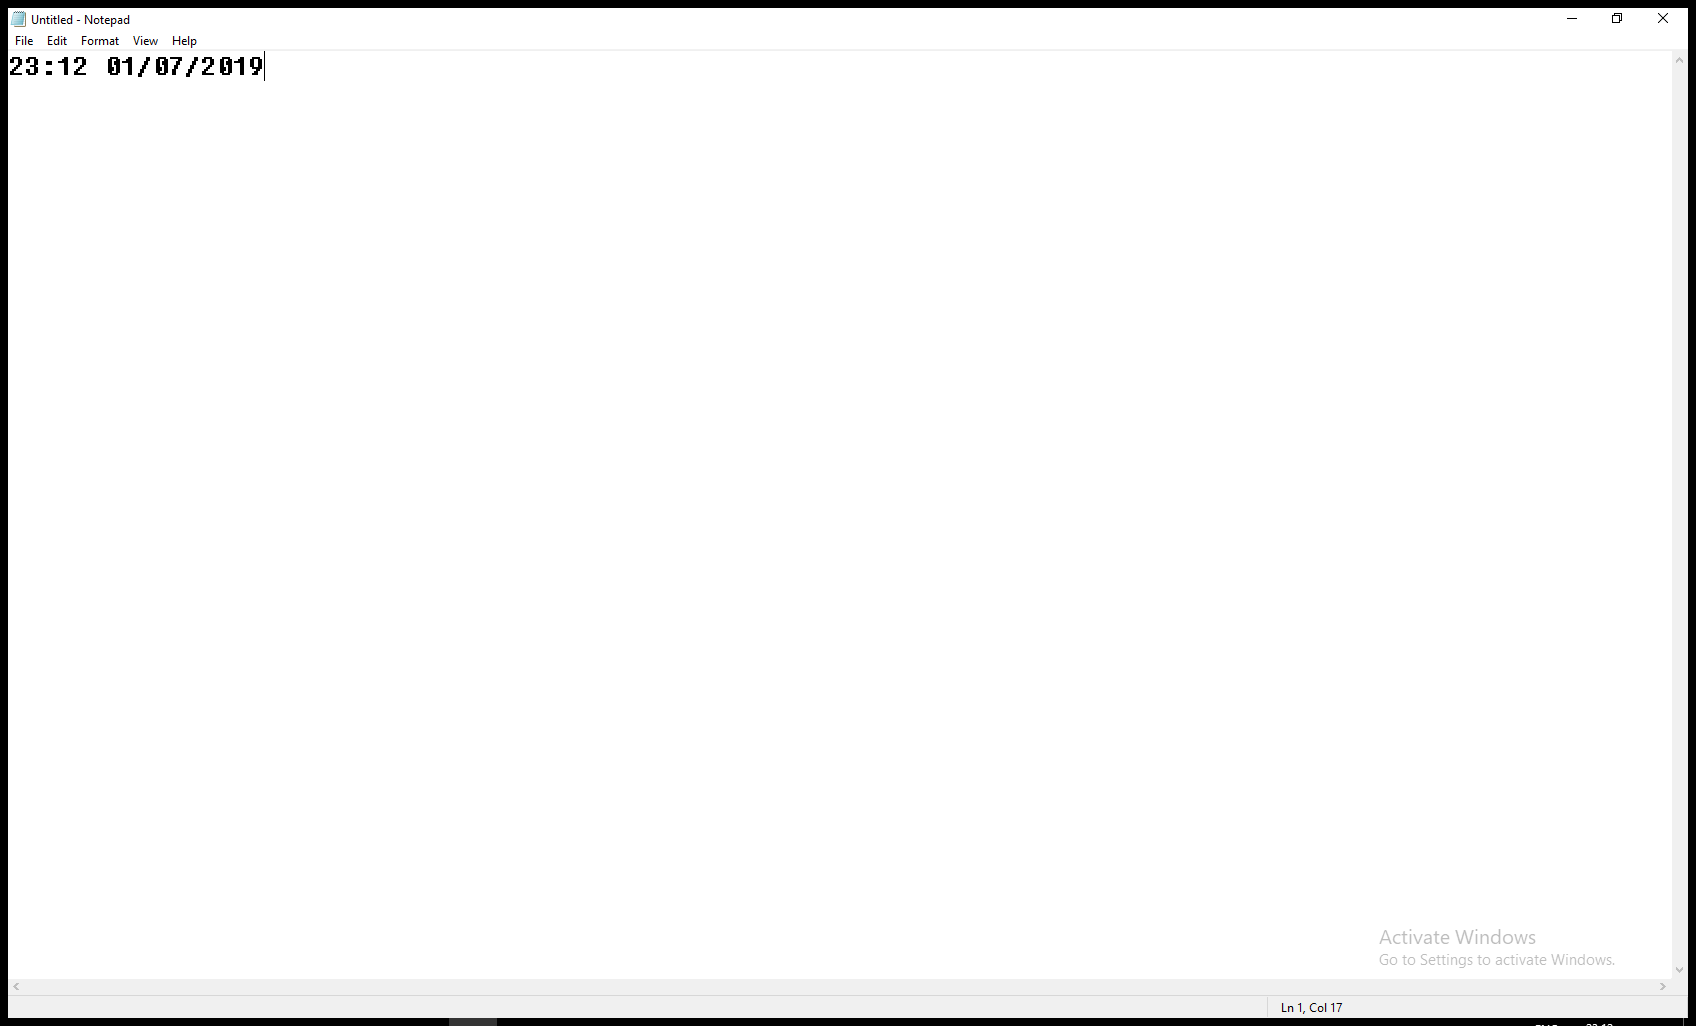 Untitled - Notepad
File Edit Format View Help
23:12 01/07/2019
Activate Windows
Go to Settings to activate Windows.
Ln 1, Col 17